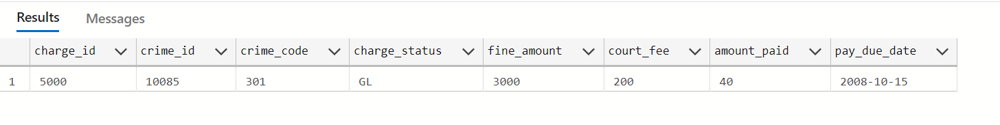 Results Messages
charge_id crime_id crime_code charge_status fine_amount court_fee amount_paid pay_due_date
1 5000 10085 301 GL 3000 200 40 2008-10-15